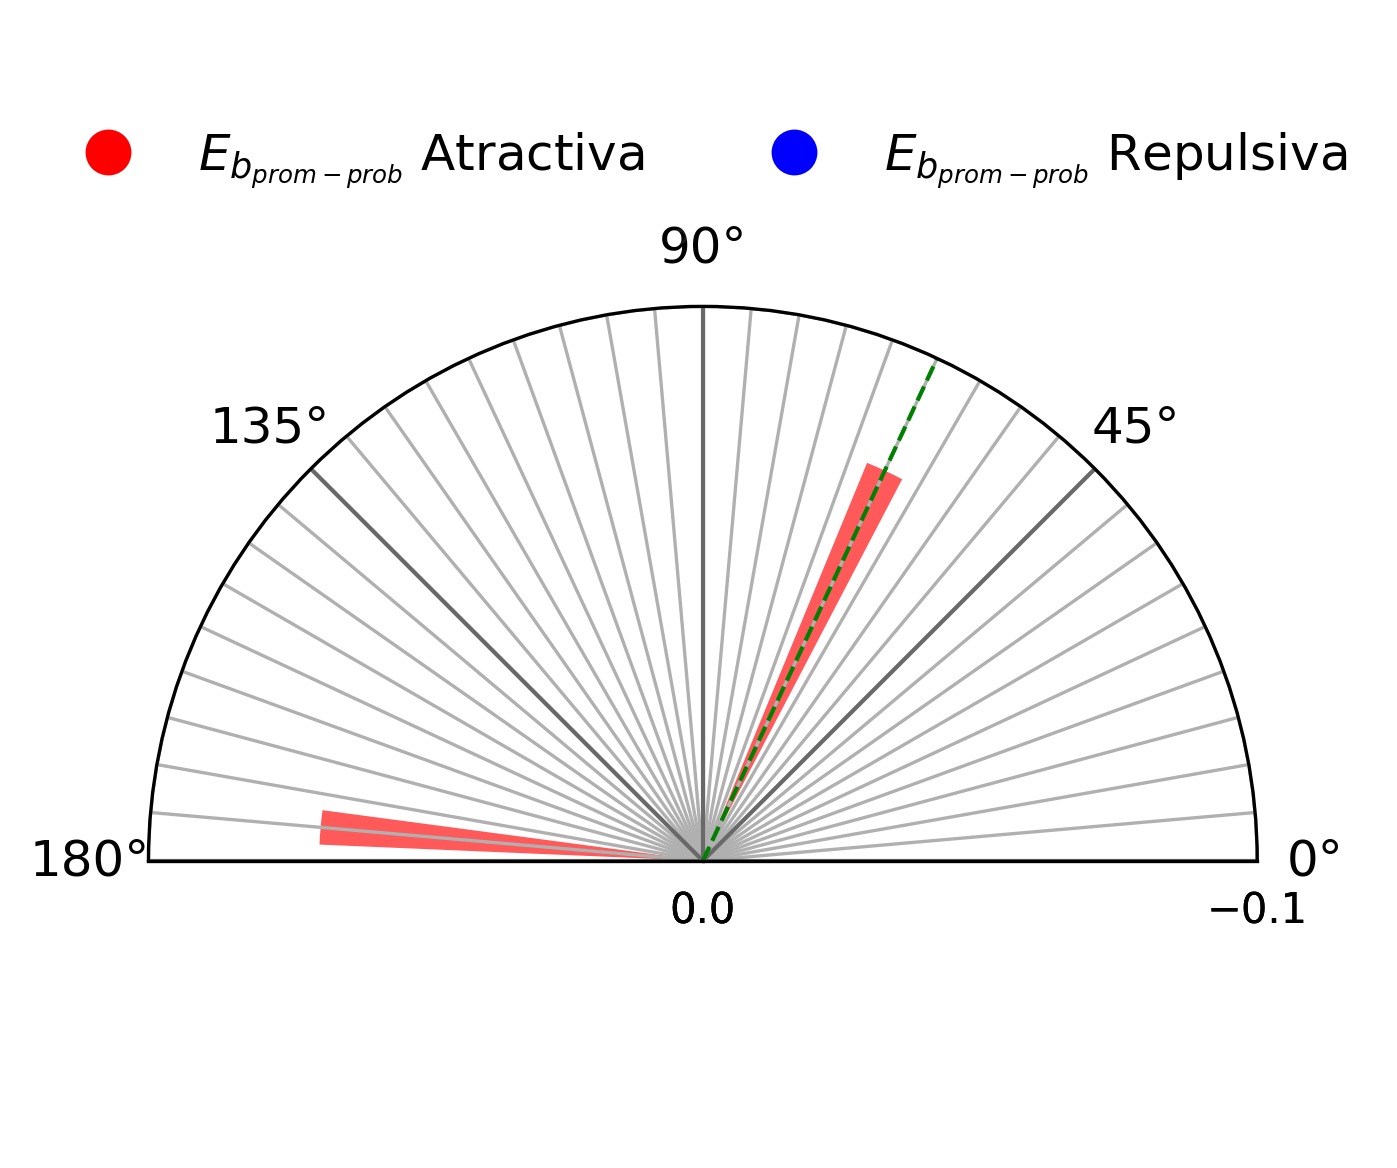 E_{b_{prom-prob}} Atractiva E_{b_{prom-prob}} Repulsiva
90°
135° 45°
180° 0°
0.0 −0.1